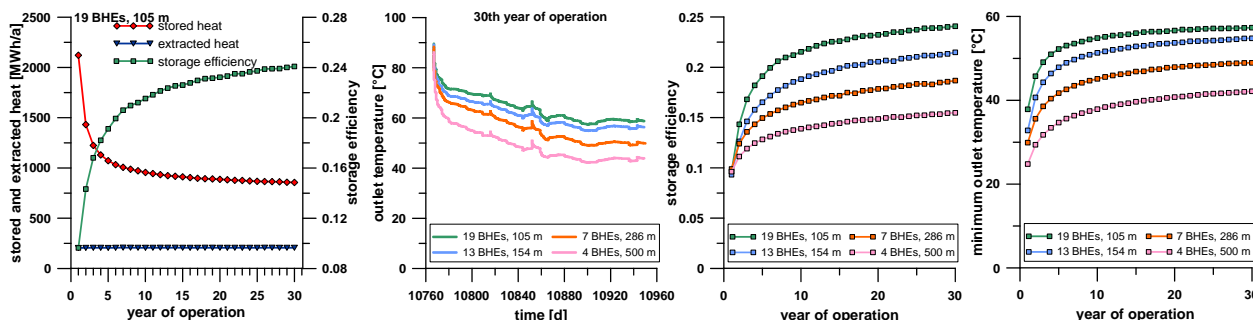 19 BHEs, 105 m
stored heat
extracted heat
storage efficiency
stored and extracted heat [MWh/a]
2500
2000
1500
1000
500
0
0.28
0.24
0.2
0.16
0.12
0.08
storage efficiency
0 5 10 15 20 25 30
year of operation
30th year of operation
outlet temperature [°C]
100
80
60
40
20
0
19 BHEs, 105 m
7 BHEs, 286 m
13 BHEs, 154 m
4 BHEs, 500 m
10760 10800 10840 10880 10920 10960
time [d]
storage efficiency
0.25
0.2
0.15
0.1
0.05
0
19 BHEs, 105 m
7 BHEs, 286 m
13 BHEs, 154 m
4 BHEs, 500 m
0 10 20 30
year of operation
minimum outlet temperature [°C]
60
40
20
0
19 BHEs, 105 m
7 BHEs, 286 m
13 BHEs, 154 m
4 BHEs, 500 m
0 10 20 30
year of operation